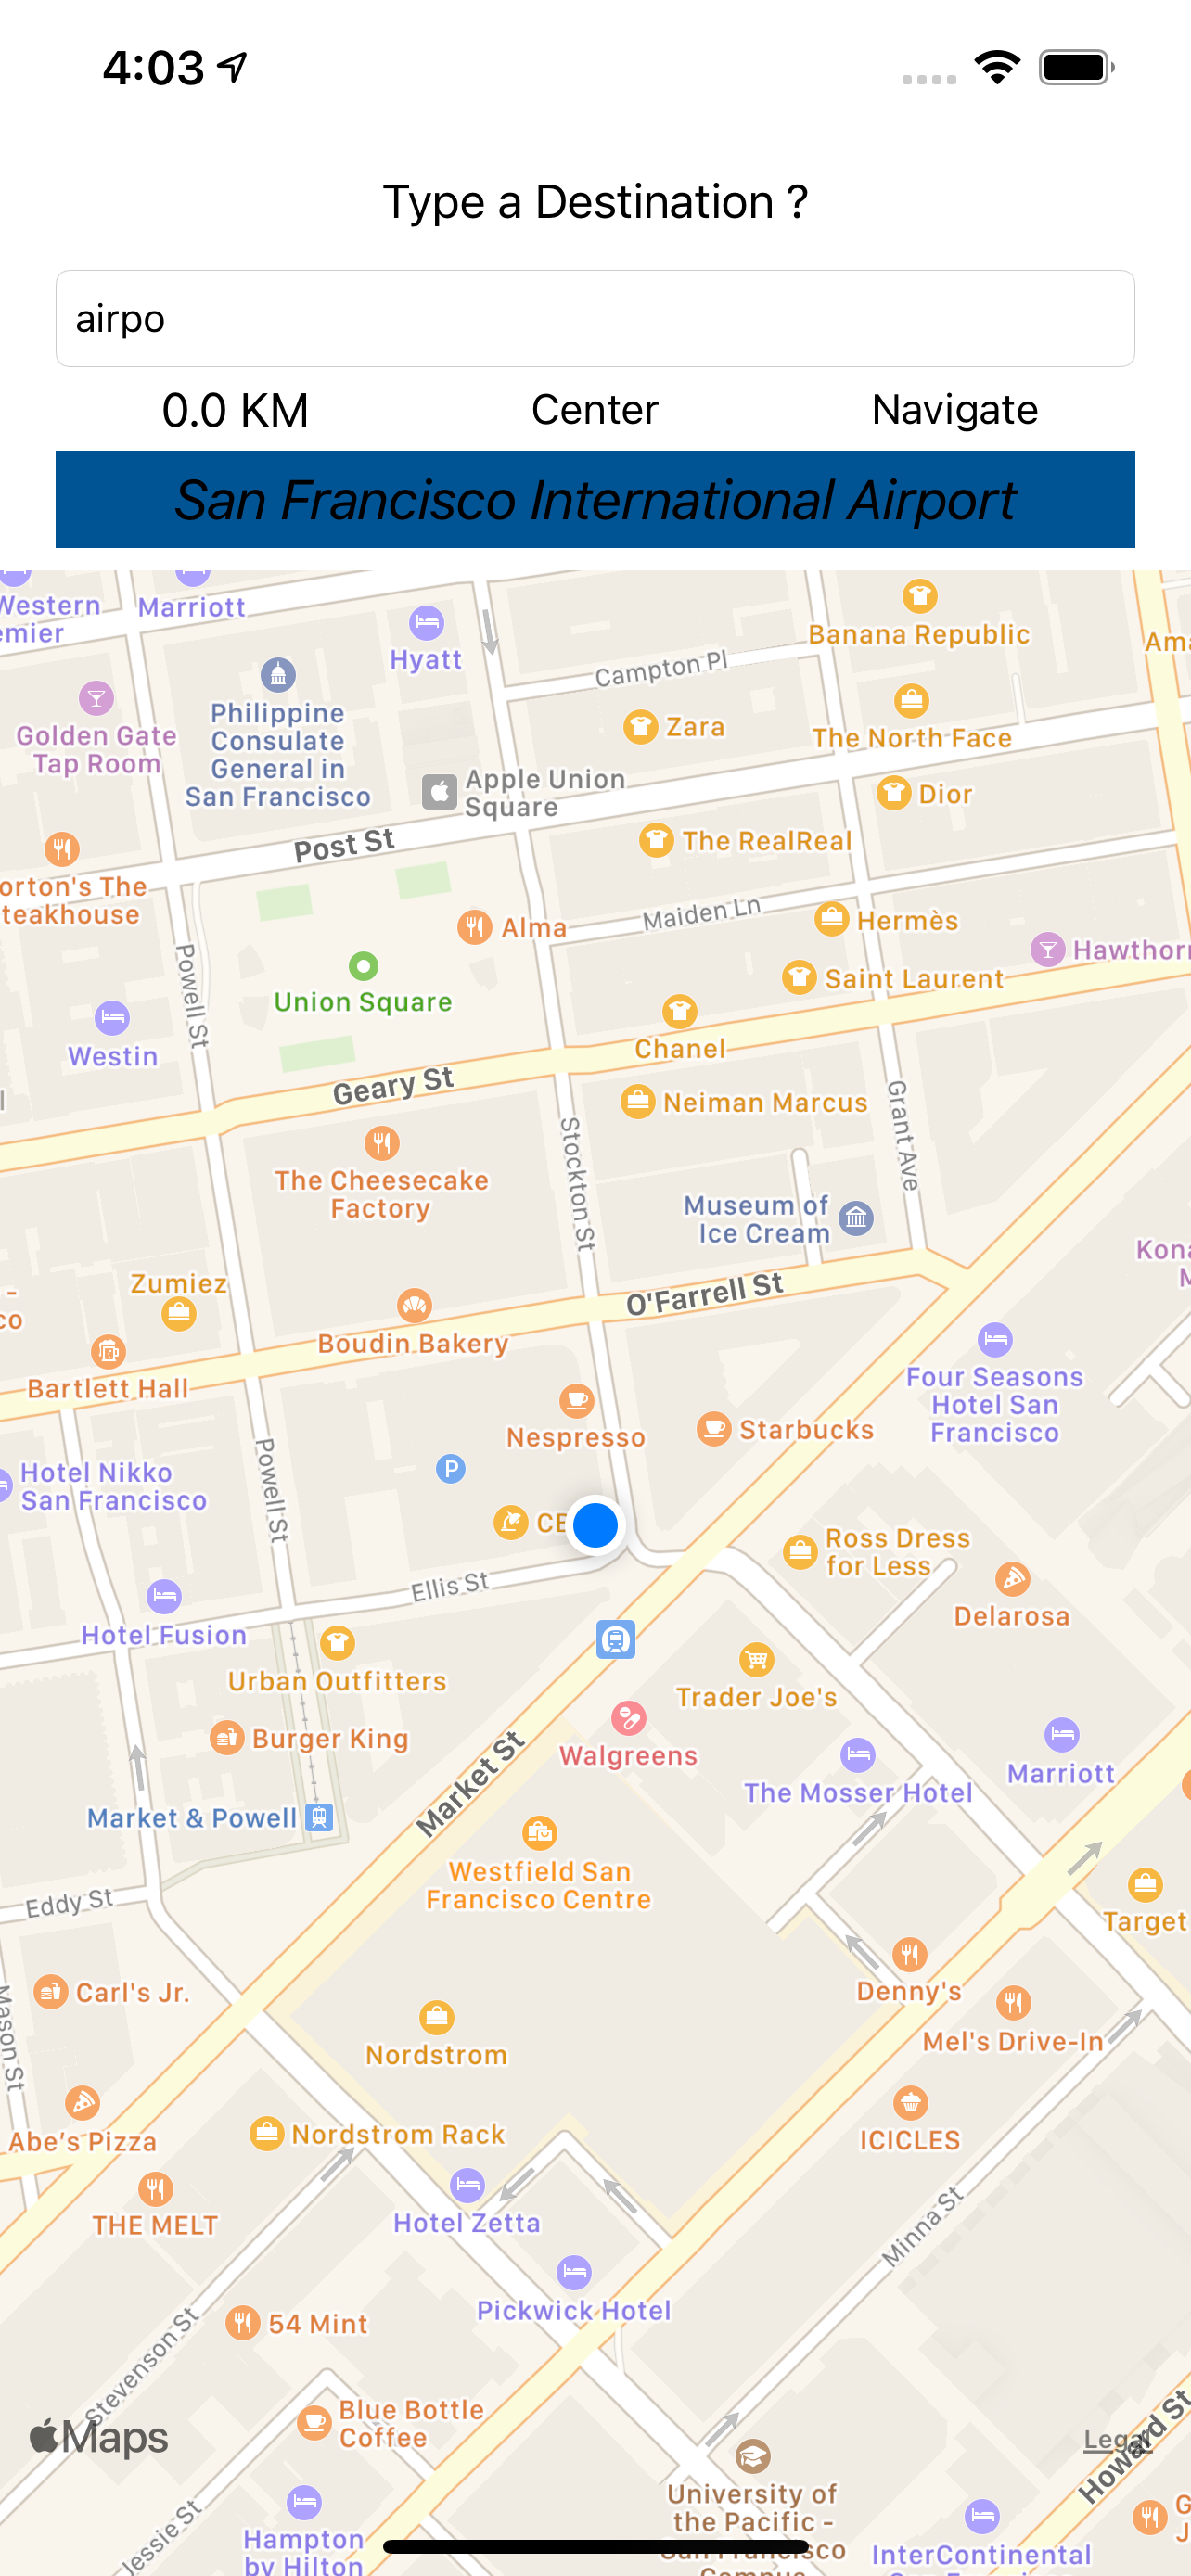 4:03
Type a Destination ?
airpo
0.0 KM Center Navigate
San Francisco International Airport
Western
Marriott
Hyatt
Campton Pl
Banana Republic
Golden Gate
Tap Room
Philippine
Consulate
General in
San Francisco
Zara
The North Face
Apple Union
Square
Dior
Post St
The RealReal
Alma
Maiden Ln
Hermès
Powell St
Union Square
Saint Laurent
Westin
Chanel
Geary St
Neiman Marcus
Grant Ave
Stockton St
The Cheesecake
Factory
Museum of
Ice Cream
Zumiez
O'Farrell St
Boudin Bakery
Bartlett Hall
Four Seasons
Hotel San
Francisco
Nespresso
Starbucks
Hotel Nikko
San Francisco
Powell St
P
Ross Dress
for Less
Ellis St
Delarosa
Hotel Fusion
Urban Outfitters
Trader Joe's
Burger King
Market St
Walgreens
The Mosser Hotel
Marriott
Market & Powell
Westfield San
Francisco Centre
Eddy St
Target
Carl's Jr.
Mason St
Denny's
Mel's Drive-In
Nordstrom
Abe's Pizza
Nordstrom Rack
ICICLES
THE MELT
Hotel Zetta
Minna St
Pickwick Hotel
54 Mint
Stevenson St
Blue Bottle
Coffee
Maps
Legal
Howard St
University of
the Pacific -
San Francisco
Campus
Jessie St
Hampton
by Hilton
InterContinental